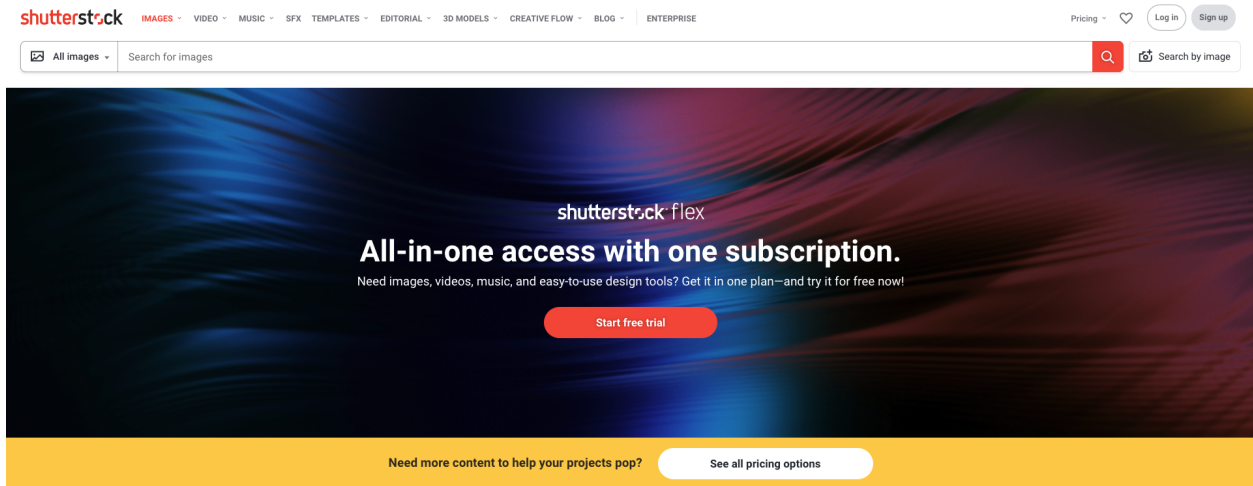 shutterstock IMAGES VIDEO MUSIC SFX TEMPLATES EDITORIAL 3D MODELS CREATIVE FLOW BLOG ENTERPRISE Pricing Log in Sign up
All images Search for images Search by image
shutterstock flex
All-in-one access with one subscription.
Need images, videos, music, and easy-to-use design tools? Get it in one plan—and try it for free now!
Start free trial
Need more content to help your projects pop? See all pricing options